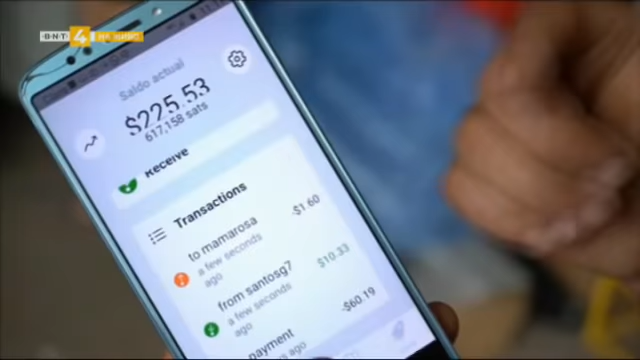 БНТ 4 НА ЖИВО
Saldo actual
$225.53
617,158 sats
Receive
Transactions
to mamarosa
-$1.60
a few seconds
ago
from santosg7
$10.33
a few seconds
ago
payment
-$60.19
ago